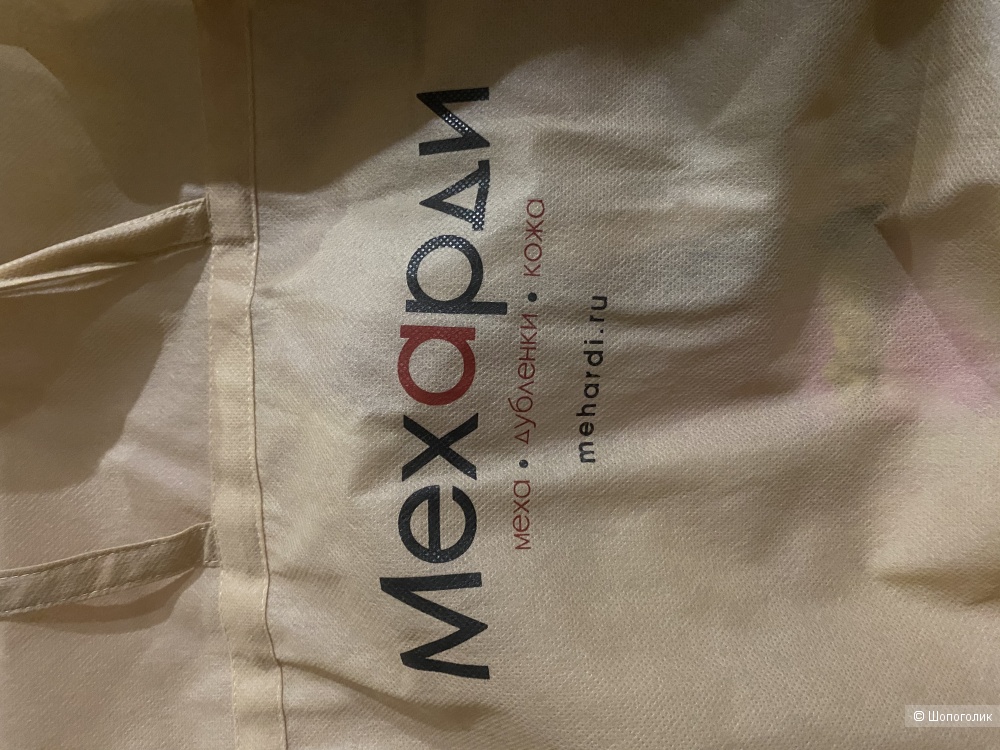 Мехарди
меха • дубленки • кожа
mehardi.ru
© Шопоголик